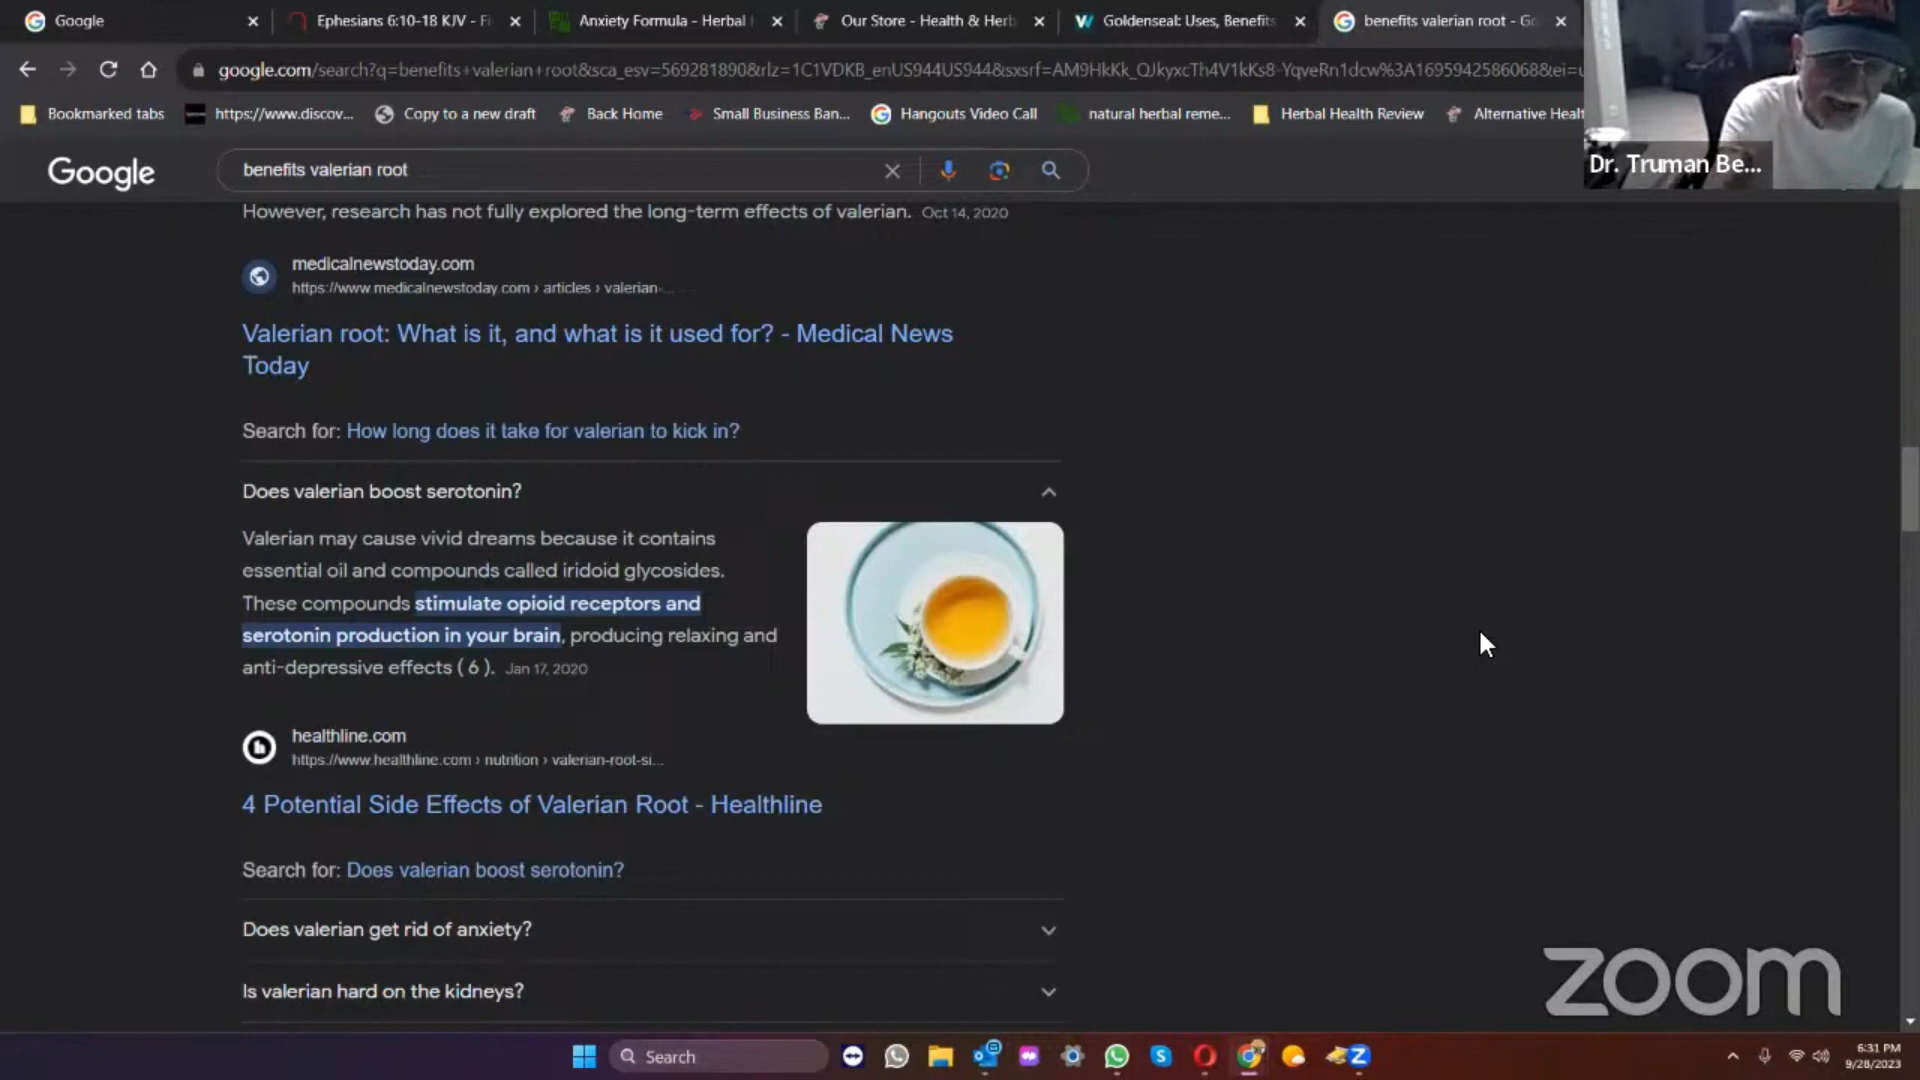 Google
Ephesians 6:10-18 KJV - Fi
Anxiety Formula - Herbal
Our Store - Health & Herb
Goldenseal: Uses, Benefits
benefits valerian root - Go
google.com/search?q=benefits+valerian+root&sca_esv=569281890&rlz=1C1VDKB_enUS944US944&sxsrf=AM9HkKk_QJkyxcTh4V1kKs8-YqveRn1dcw%3A1695942586068&ei=u
Bookmarked tabs
https://www.discov...
Copy to a new draft
Back Home
Small Business Ban...
Hangouts Video Call
natural herbal reme...
Herbal Health Review
Alternative Healt
Dr. Truman Be...
Google
benefits valerian root
However, research has not fully explored the long-term effects of valerian. Oct 14, 2020
medicalnewstoday.com
https://www.medicalnewstoday.com › articles › valerian-...
Valerian root: What is it, and what is it used for? - Medical News
Today
Search for: How long does it take for valerian to kick in?
Does valerian boost serotonin?
Valerian may cause vivid dreams because it contains
essential oil and compounds called iridoid glycosides.
These compounds stimulate opioid receptors and
serotonin production in your brain, producing relaxing and
anti-depressive effects ( 6 ). Jan 17, 2020
healthline.com
https://www.healthline.com › nutrition › valerian-root-si...
4 Potential Side Effects of Valerian Root - Healthline
Search for: Does valerian boost serotonin?
Does valerian get rid of anxiety?
Is valerian hard on the kidneys?
zoom
Search
6:31 PM
9/28/2023